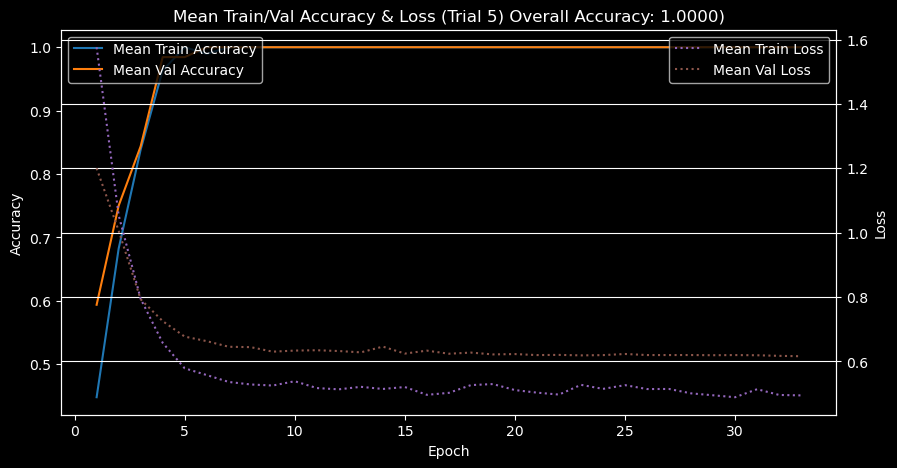 Mean Train/Val Accuracy & Loss (Trial 5) Overall Accuracy: 1.0000)
Mean Train Accuracy
Mean Val Accuracy
Mean Train Loss
Mean Val Loss
Accuracy
1.0
0.9
0.8
0.7
0.6
0.5
1.6
1.4
1.2
1.0
0.8
0.6
Loss
0 5 10 15 20 25 30
Epoch